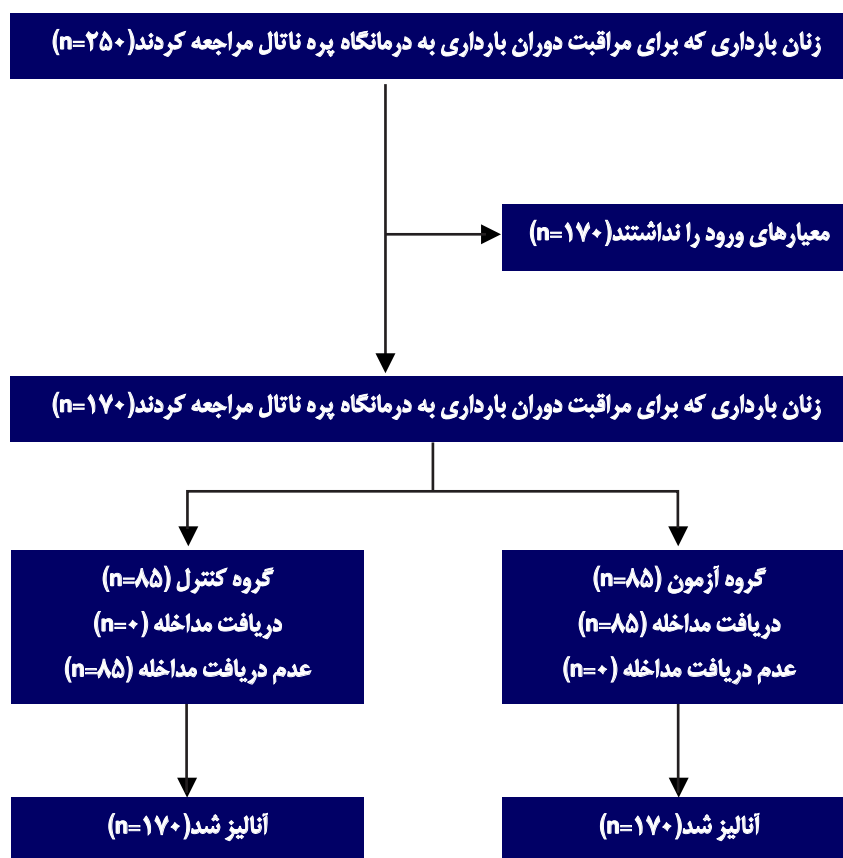 زنان بارداری که برای مراقبت دوران بارداری به درمانگاه پره ناتال مراجعه کردند(n=۲۵۰)
معیارهای ورود را نداشتند(n=۱۷۰)
زنان بارداری که برای مراقبت دوران بارداری به درمانگاه پره ناتال مراجعه کردند(n=۱۷۰)
گروه آزمون (n=۸۵)
دریافت مداخله (n=۸۵)
عدم دریافت مداخله (n=۰)
گروه کنترل (n=۸۵)
دریافت مداخله (n=۰)
عدم دریافت مداخله (n=۸۵)
آنالیز شد(n=۱۷۰)
آنالیز شد(n=۱۷۰)